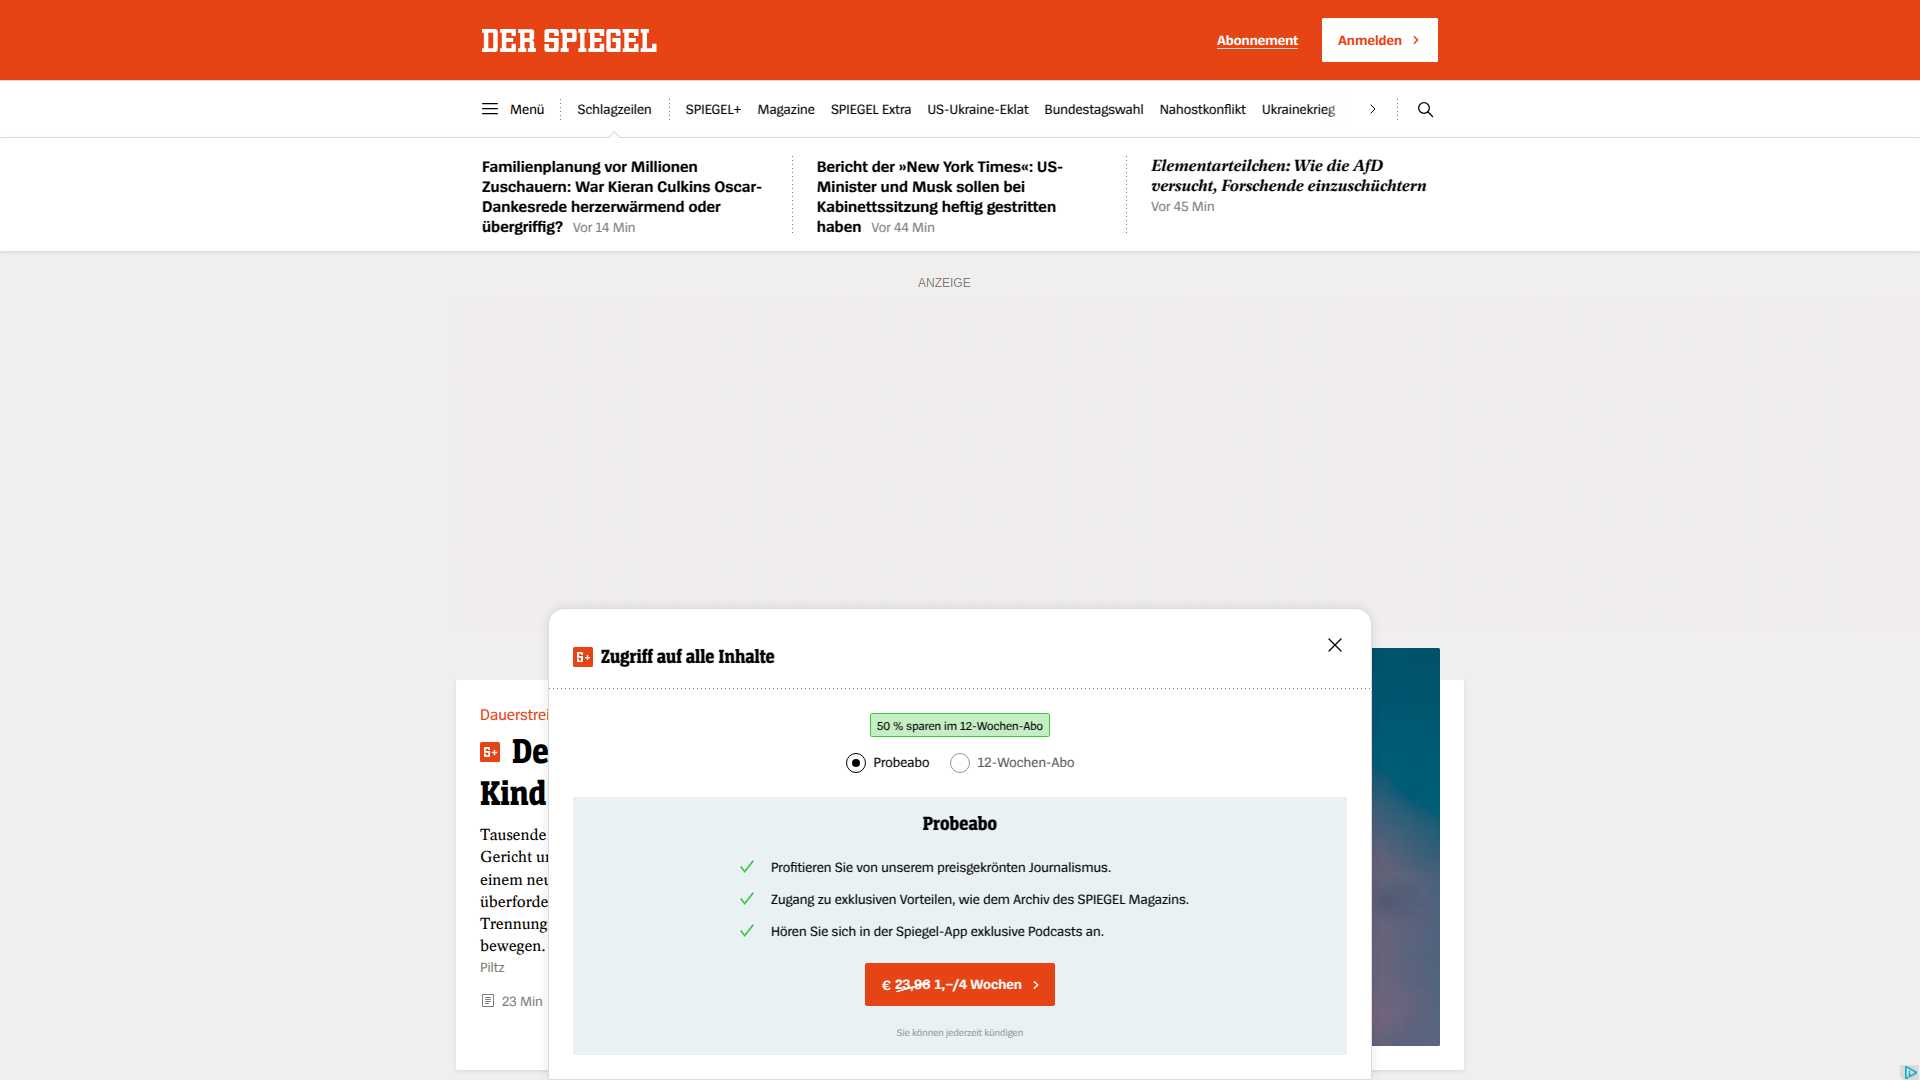 DER SPIEGEL
Abonnement
Anmelden
Menü
Schlagzeilen
SPIEGEL+
Magazine
SPIEGEL Extra
US-Ukraine-Eklat
Bundestagswahl
Nahostkonflikt
Ukrainekrieg
Familienplanung vor Millionen
Zuschauern: War Kieran Culkins Oscar-
Dankesrede herzerwärmend oder
übergriffig? Vor 14 Min
Bericht der »New York Times«: US-
Minister und Musk sollen bei
Kabinettssitzung heftig gestritten
haben Vor 44 Min
Elementarteilchen: Wie die AfD
versucht, Forschende einzuschüchtern
Vor 45 Min
ANZEIGE
Zugriff auf alle Inhalte
50 % sparen im 12-Wochen-Abo
Probeabo
12-Wochen-Abo
Probeabo
Profitieren Sie von unserem preisgekrönten Journalismus.
Zugang zu exklusiven Vorteilen, wie dem Archiv des SPIEGEL Magazins.
Hören Sie sich in der Spiegel-App exklusive Podcasts an.
€ 23,96 1,–/4 Wochen
Sie können jederzeit kündigen
Dauerstrei
De
Kind
Tausende
Gericht u
einem neu
überforde
Trennung
bewegen.
Piltz
23 Min